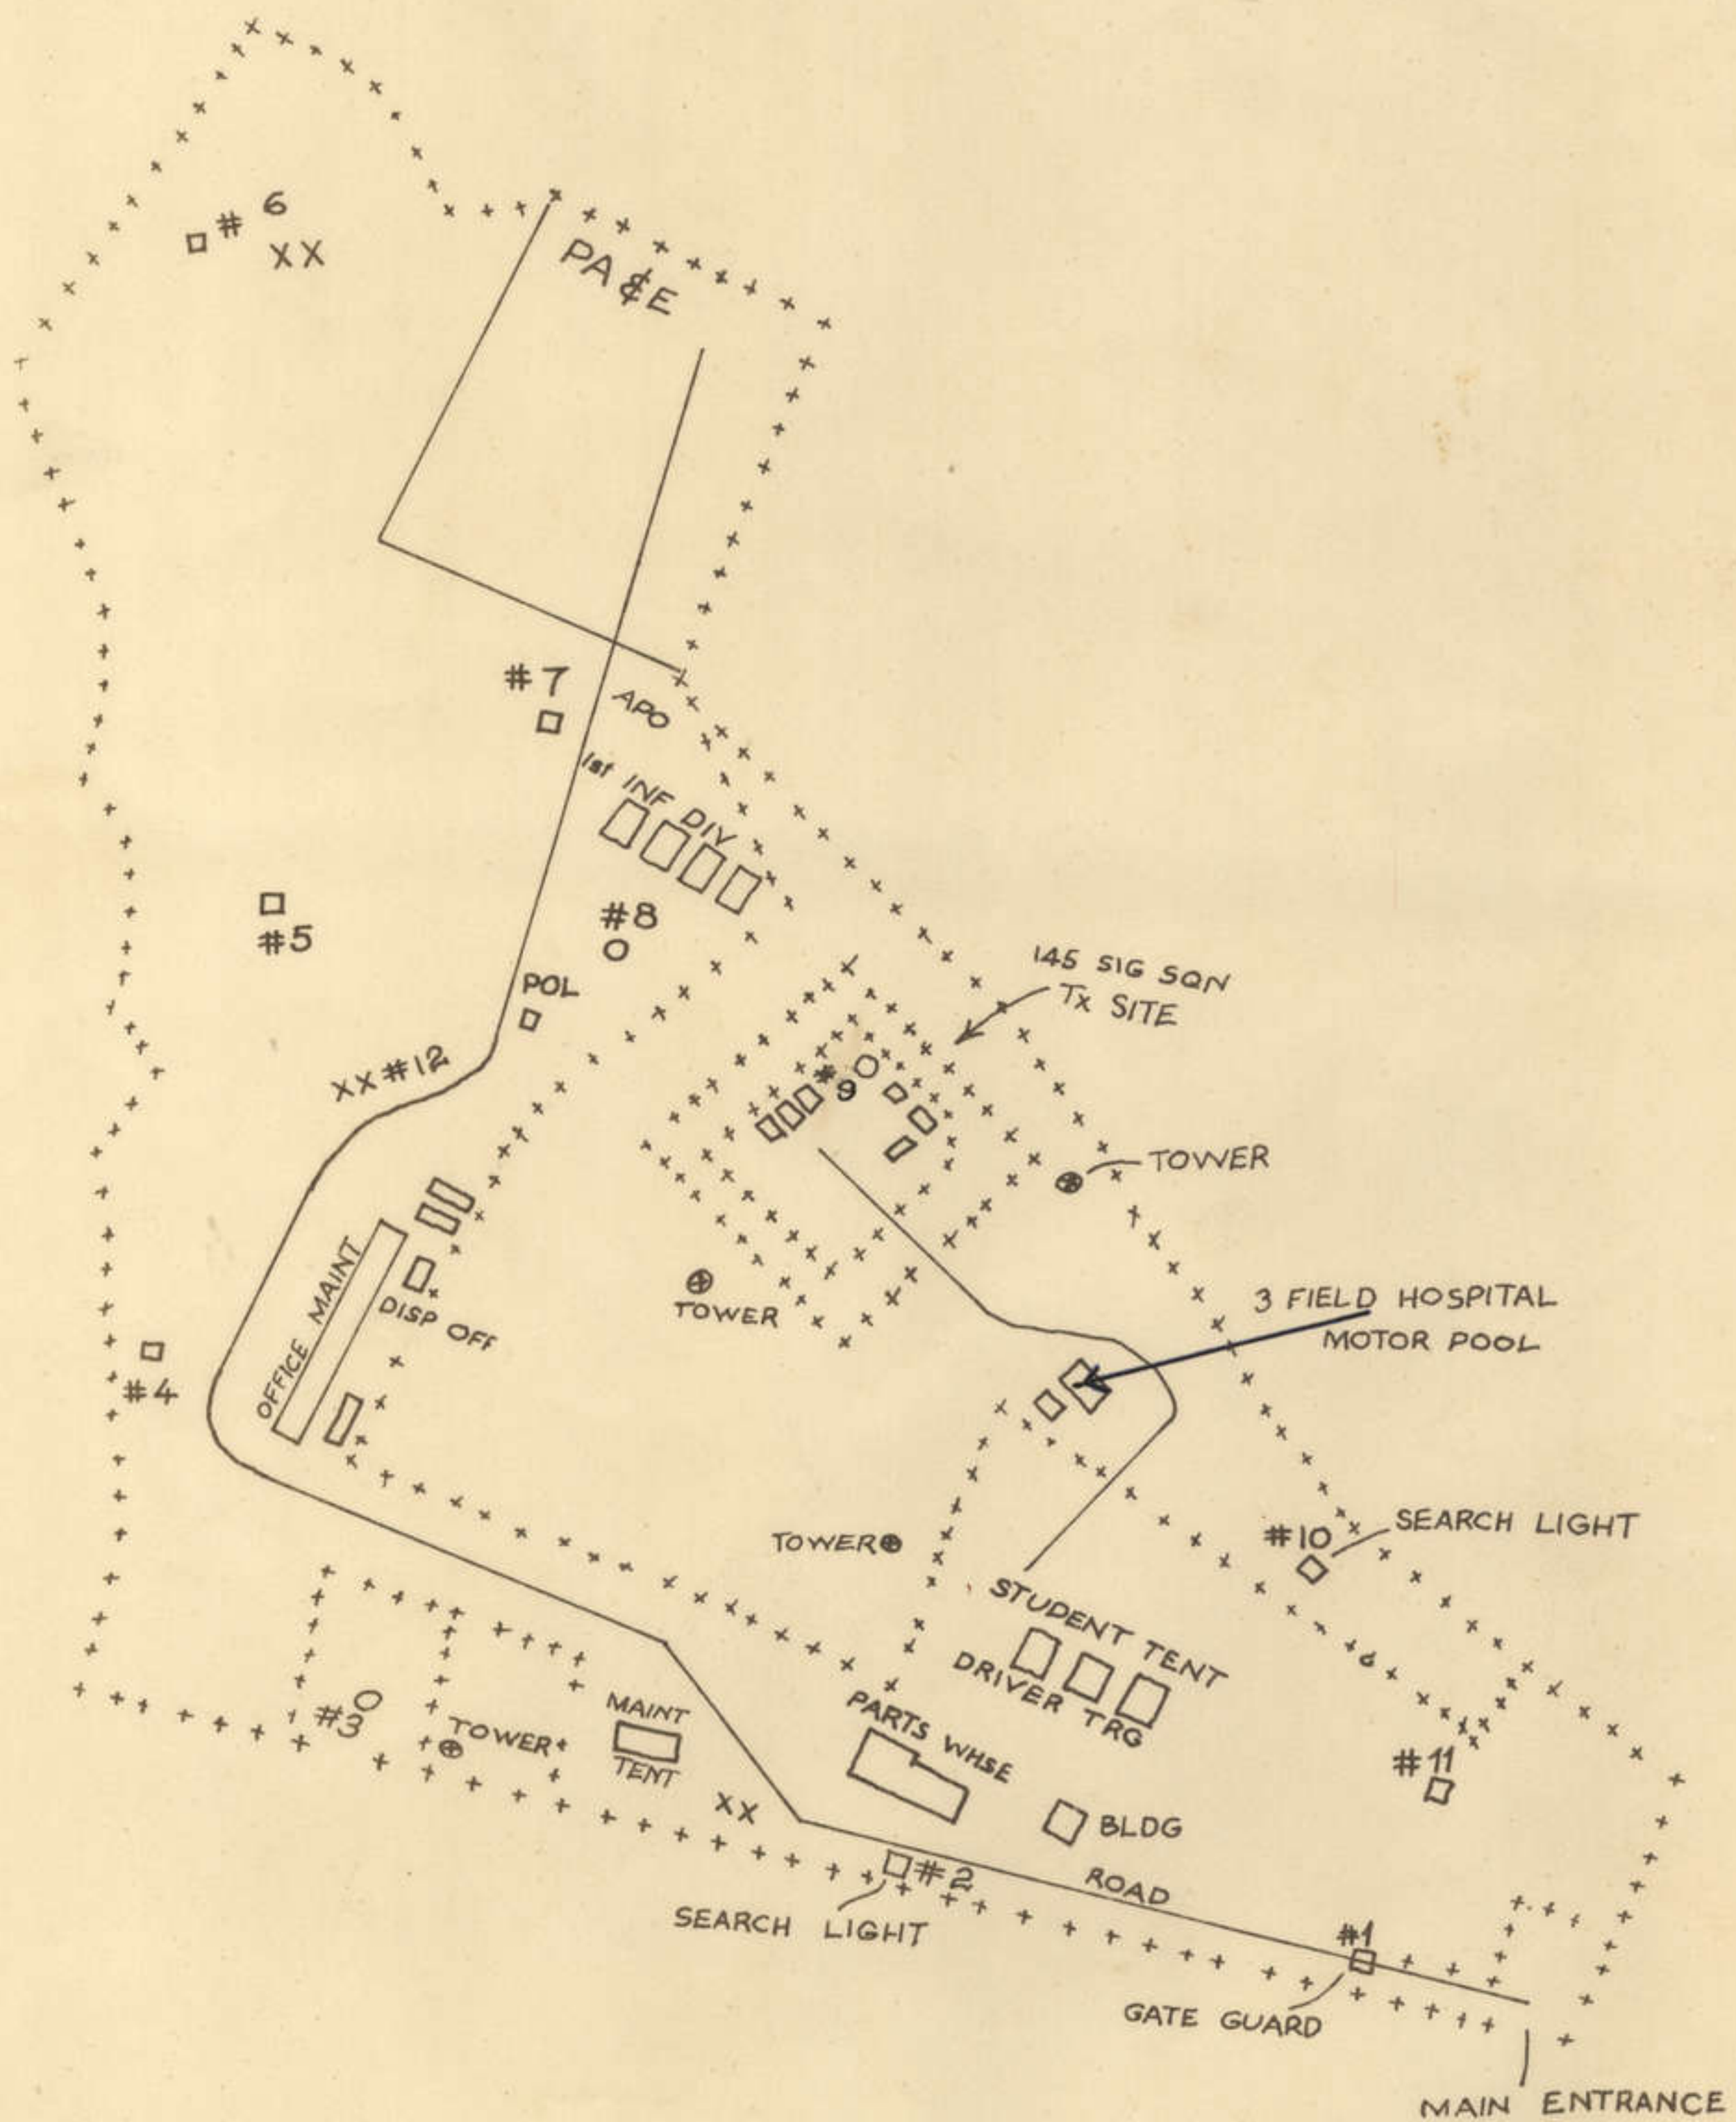 # 6
XX
PA&E
#7
APO
1st INF DIV
#8
#5
145 SIG SQN
Tx SITE
POL
XX #12
#9
TOWER
TOWER
3 FIELD HOSPITAL
MOTOR POOL
OFFICE MAINT
DISP OFF
#4
#10
SEARCH LIGHT
TOWER
STUDENT TENT
DRIVER TRG
#3
TOWER
MAINT
TENT
PARTS WHSE
#11
XX
BLDG
#2
ROAD
SEARCH LIGHT
#1
GATE GUARD
MAIN ENTRANCE